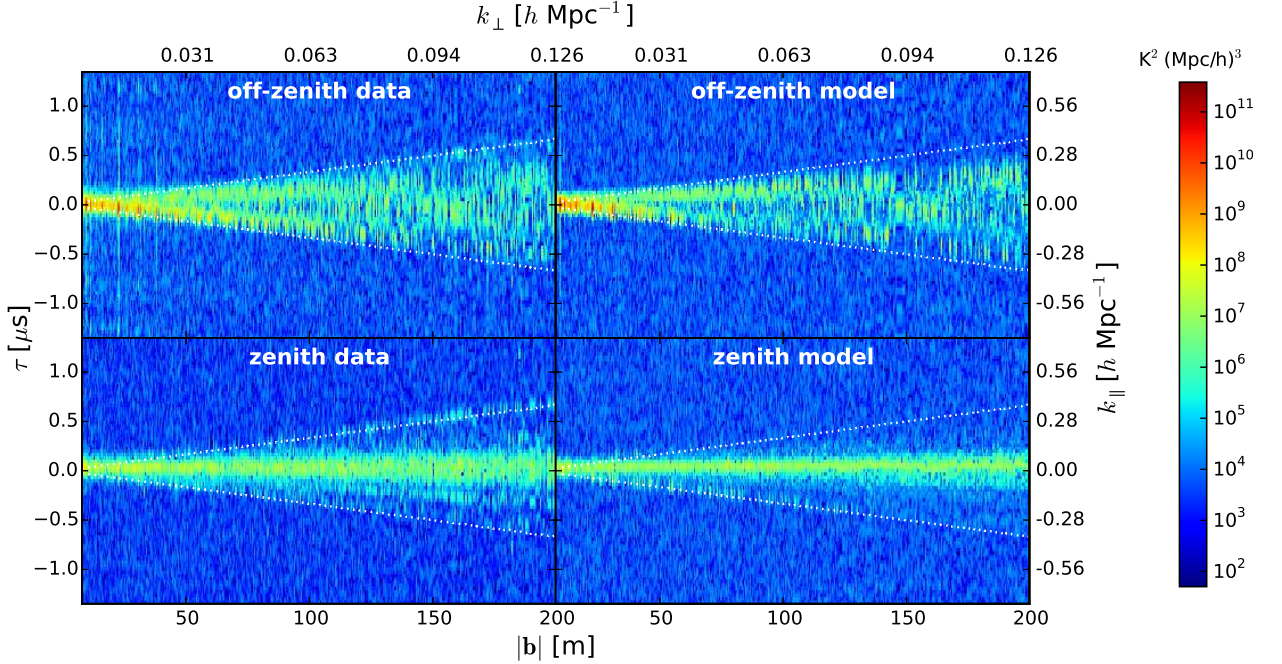 k⊥ [h Mpc⁻¹]
0.031 0.063 0.094 0.126 0.031 0.063 0.094 0.126
K² (Mpc/h)³
off-zenith data
off-zenith model
zenith data
zenith model
1.0
0.5
0.0
−0.5
−1.0
1.0
0.5
0.0
−0.5
−1.0
τ [μs]
0.56
0.28
0.00
-0.28
-0.56
0.56
0.28
0.00
-0.28
-0.56
k∥ [h Mpc⁻¹]
10¹¹
10¹⁰
10⁹
10⁸
10⁷
10⁶
10⁵
10⁴
10³
10²
50 100 150 200 50 100 150 200
|b| [m]